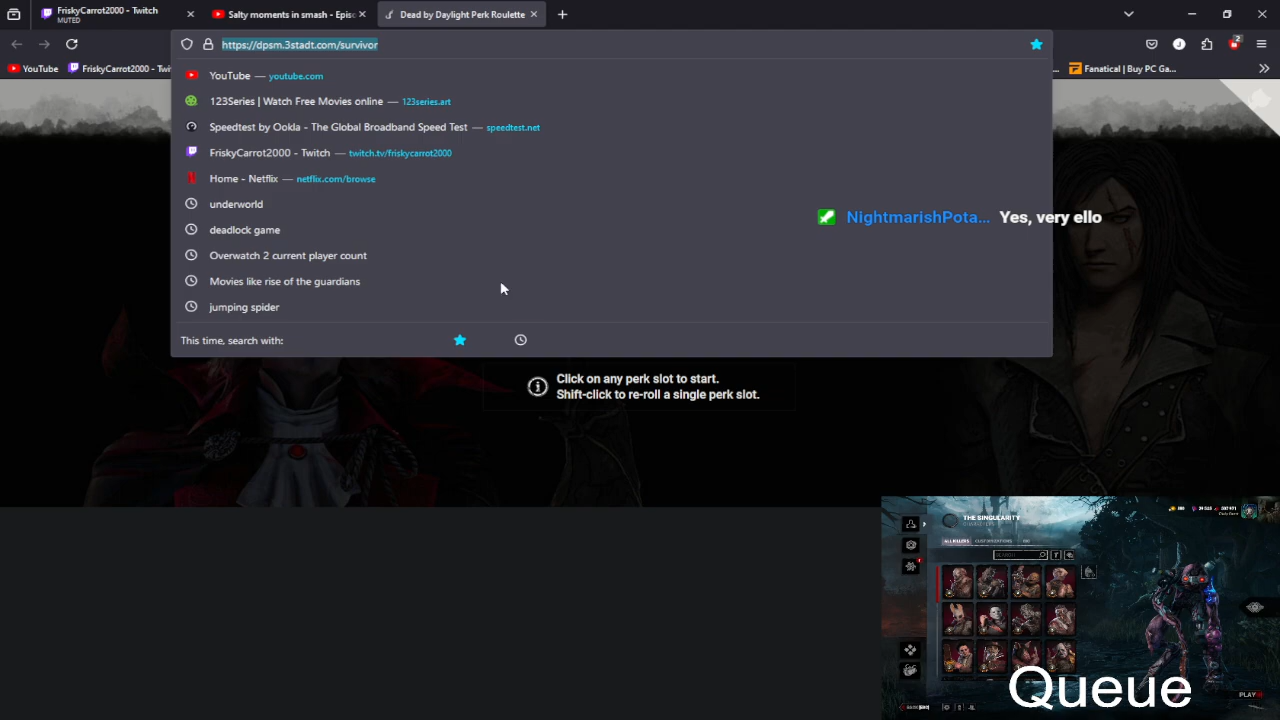 FriskyCarrot2000 - Twitch
MUTED
Salty moments in smash - Epis
Dead by Daylight Perk Roulette
https://dpsm.3stadt.com/survivor
2
YouTube
FriskyCarrot2000 - Twi
Fanatical | Buy PC Ga...
YouTube — youtube.com
123Series | Watch Free Movies online — 123series.art
Speedtest by Ookla - The Global Broadband Speed Test — speedtest.net
FriskyCarrot2000 - Twitch — twitch.tv/friskycarrot2000
Home - Netflix — netflix.com/browse
underworld
deadlock game
Overwatch 2 current player count
Movies like rise of the guardians
jumping spider
This time, search with:
NightmarishPota... Yes, very ello
Click on any perk slot to start.
Shift-click to re-roll a single perk slot.
THE SINGULARITY
ALL KILLERS
SEARCH
PLAY
Queue